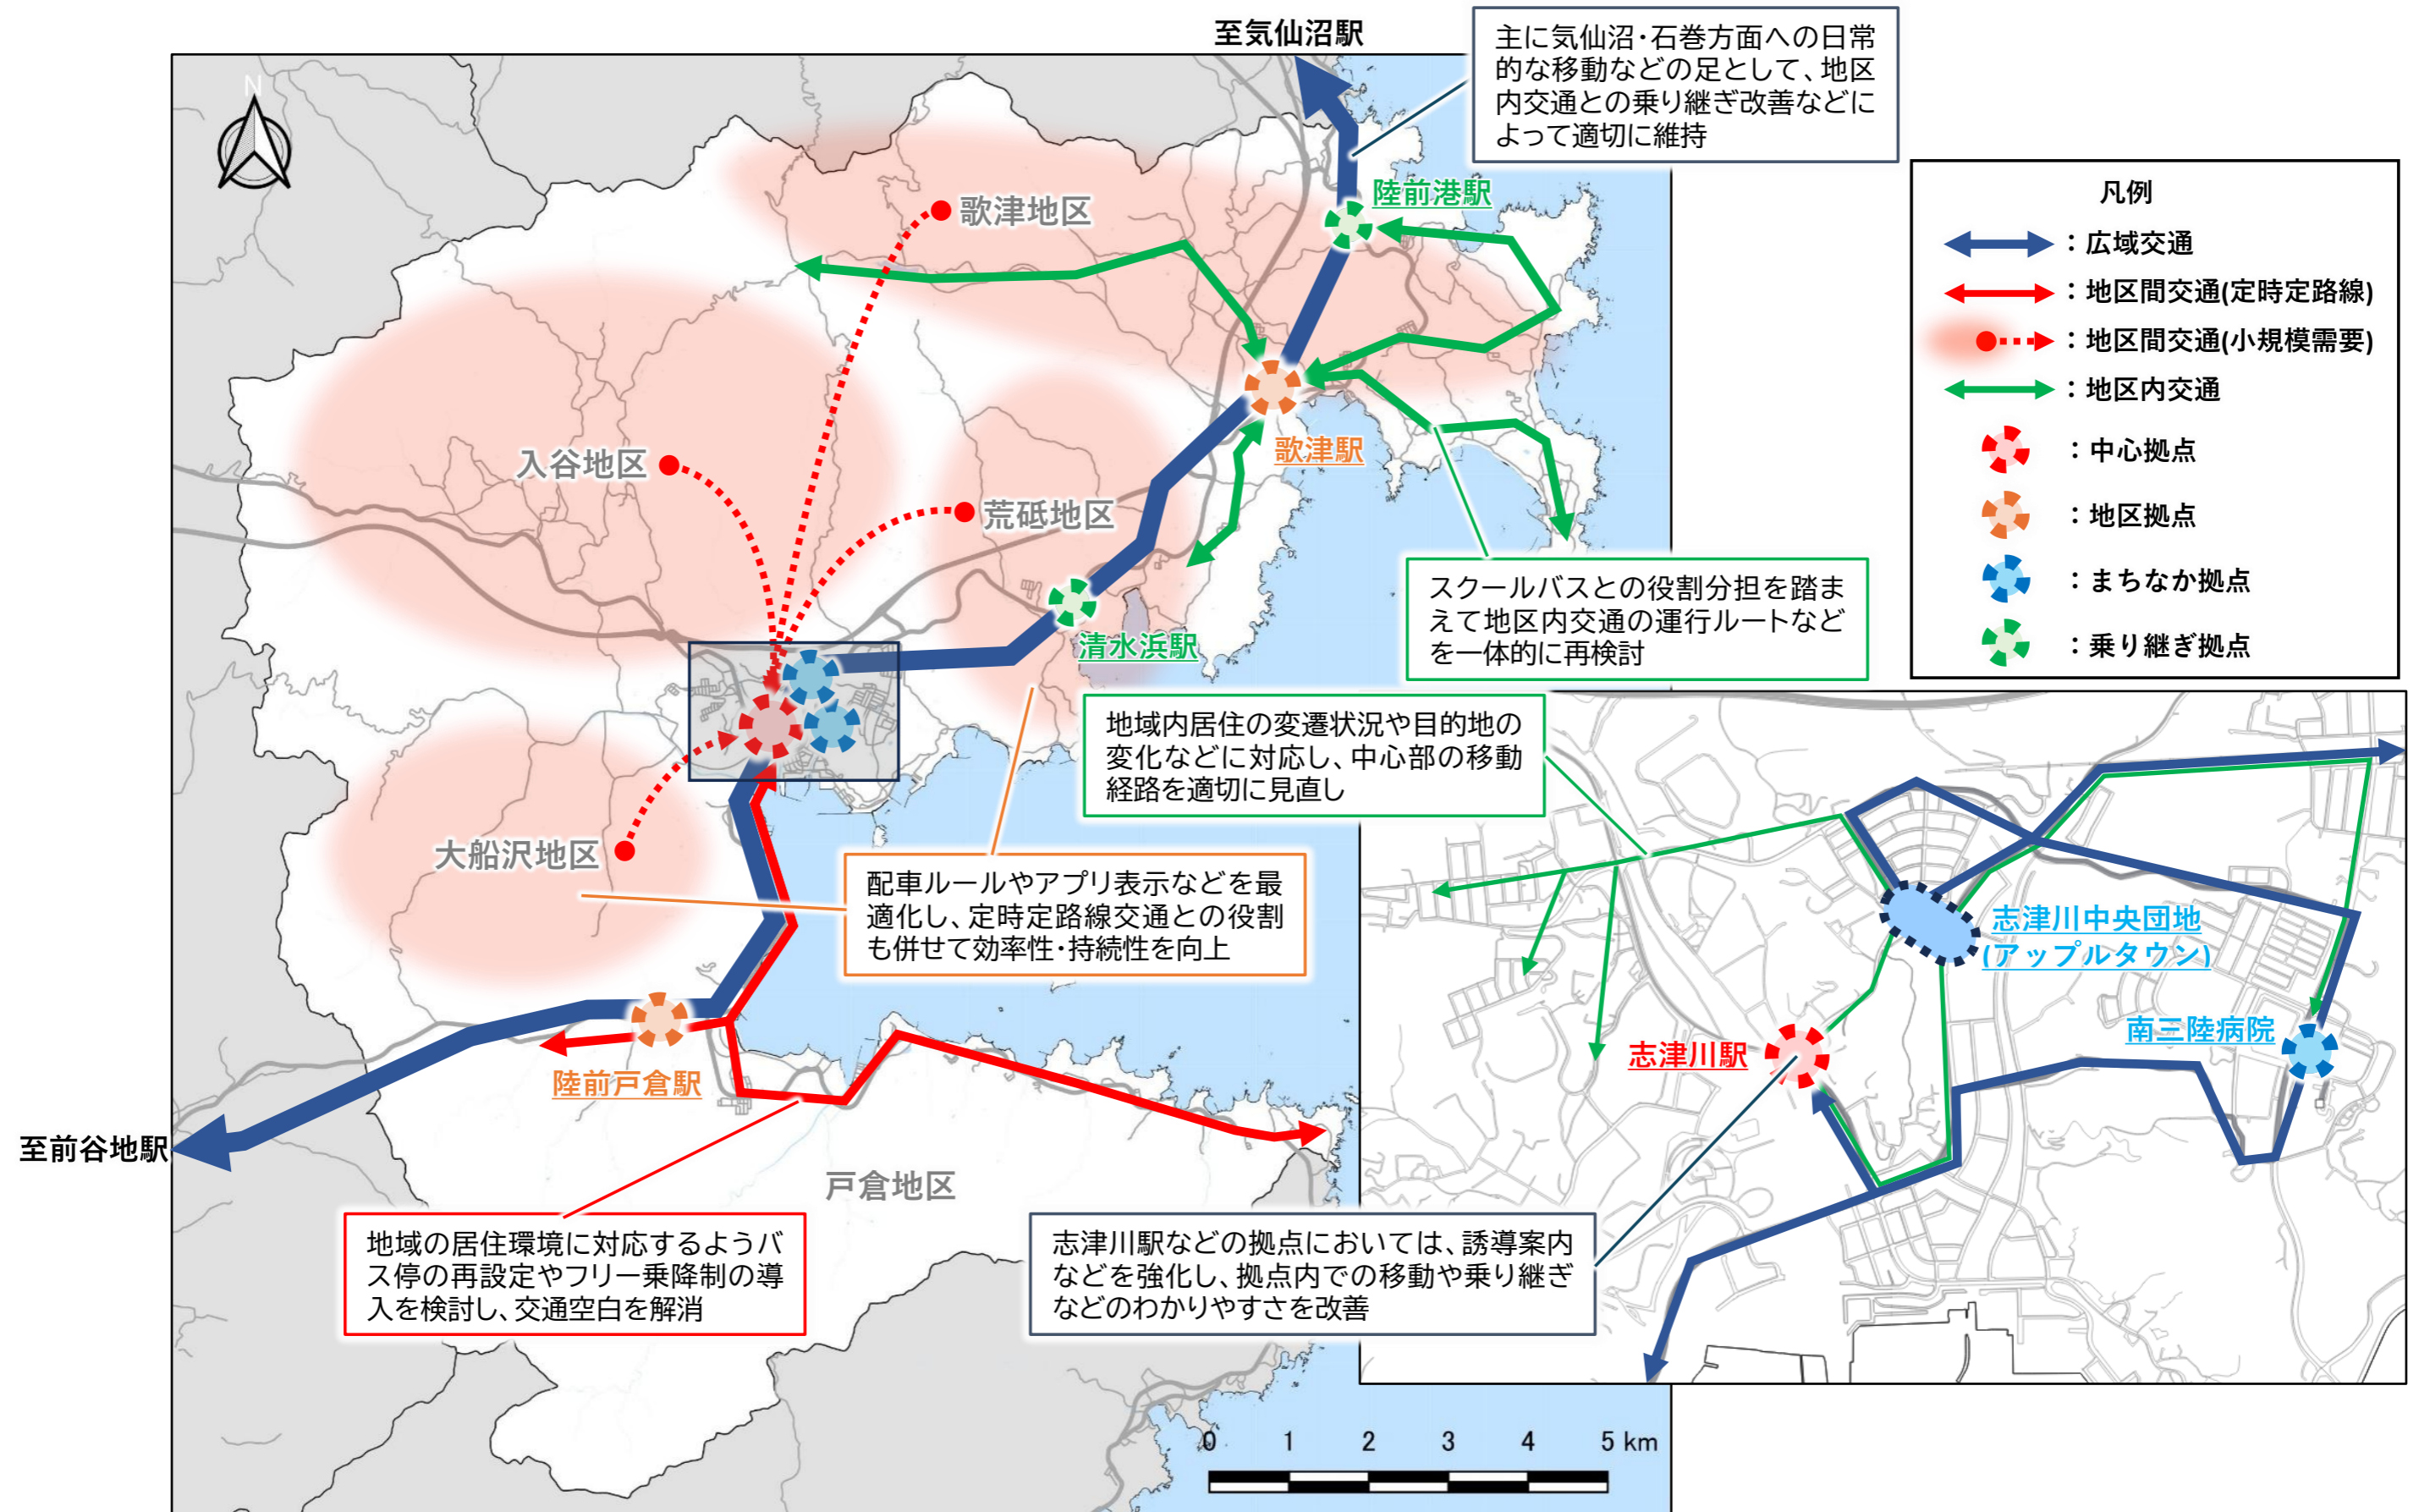 至気仙沼駅
主に気仙沼・石巻方面への日常
的な移動などの足として、地区
内交通との乗り継ぎ改善などに
よって適切に維持
N
凡例
：広域交通
：地区間交通(定時定路線)
：地区間交通(小規模需要)
：地区内交通
：中心拠点
：地区拠点
：まちなか拠点
：乗り継ぎ拠点
陸前港駅
歌津地区
歌津駅
入谷地区
荒砥地区
清水浜駅
スクールバスとの役割分担を踏ま
えて地区内交通の運行ルートなど
を一体的に再検討
地域内居住の変遷状況や目的地の
変化などに対応し、中心部の移動
経路を適切に見直し
大船沢地区
配車ルールやアプリ表示などを最
適化し、定時定路線交通との役割
も併せて効率性・持続性を向上
志津川中央団地
(アップルタウン)
南三陸病院
志津川駅
陸前戸倉駅
至前谷地駅
戸倉地区
地域の居住環境に対応するようバ
ス停の再設定やフリー乗降制の導
入を検討し、交通空白を解消
志津川駅などの拠点においては、誘導案内
などを強化し、拠点内での移動や乗り継ぎ
などのわかりやすさを改善
0 1 2 3 4 5 km